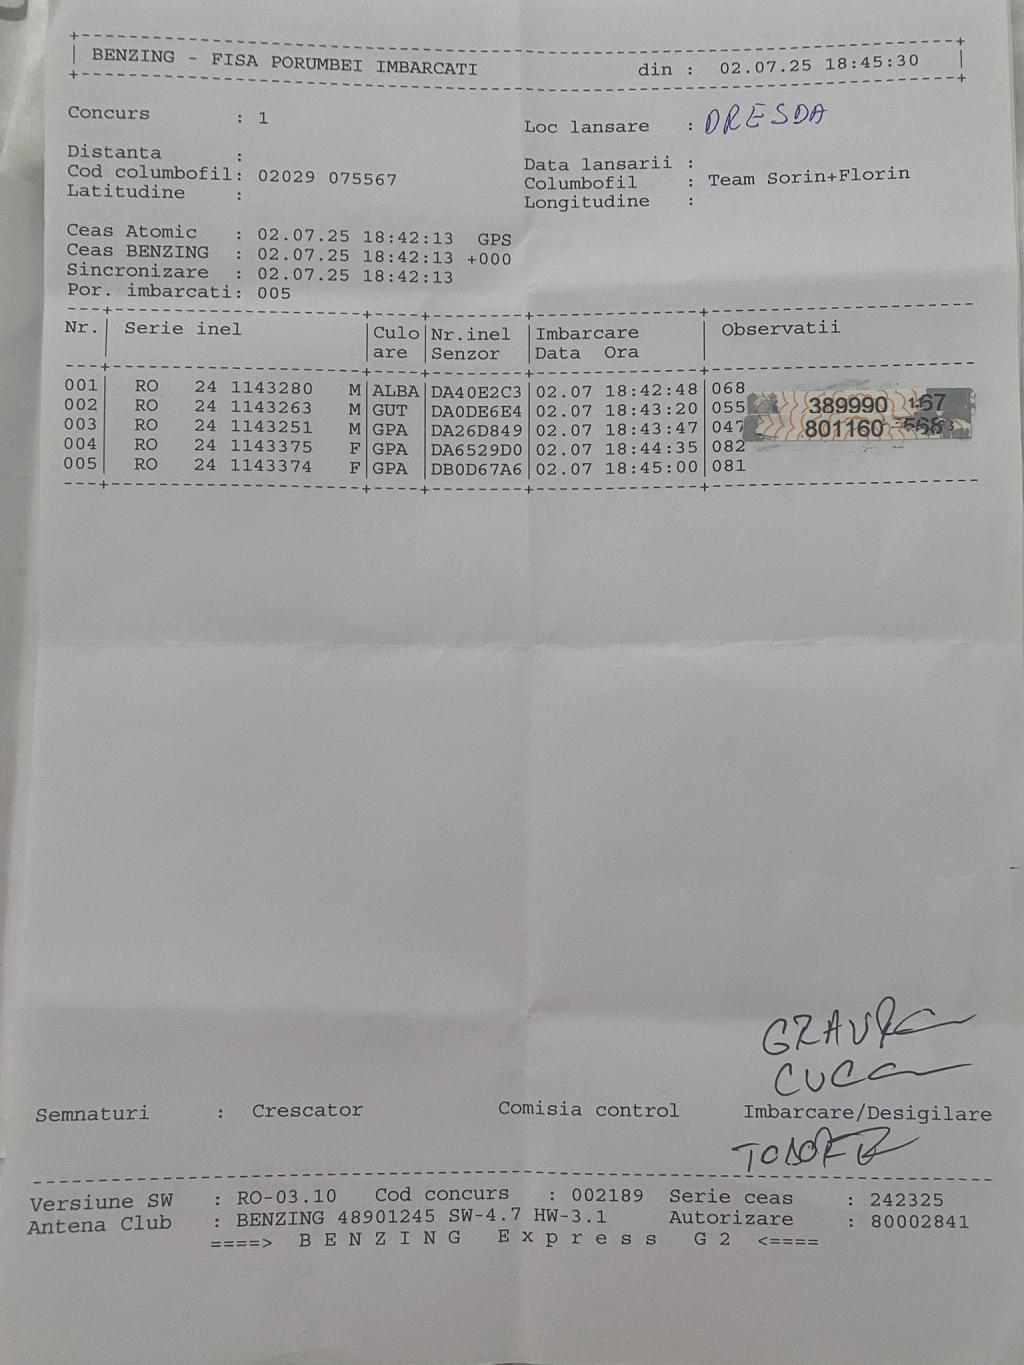 BENZING - FISA PORUMBEI IMBARCATI din : 02.07.25 18:45:30
Concurs : 1
Loc lansare : DRESDA
Distanta :
Data lansarii :
Cod columbofil: 02029 075567
Columbofil : Team Sorin+Florin
Latitudine :
Longitudine :
Ceas Atomic : 02.07.25 18:42:13 GPS
Ceas BENZING : 02.07.25 18:42:13 +000
Sincronizare : 02.07.25 18:42:13
Por. imbarcati: 005
Nr. Serie inel Culo Nr.inel Imbarcare Observatii
are Senzor Data Ora
001 RO 24 1143280 M ALBA DA40E2C3 02.07 18:42:48 068
002 RO 24 1143263 M GUT DA0DE6E4 02.07 18:43:20 055 389990
003 RO 24 1143251 M GPA DA26D849 02.07 18:43:47 047 801160
004 RO 24 1143375 F GPA DA6529D0 02.07 18:44:35 082
005 RO 24 1143374 F GPA DB0D67A6 02.07 18:45:00 081
Semnaturi : Crescator Comisia control Imbarcare/Desigilare
Versiune SW : RO-03.10 Cod concurs : 002189 Serie ceas : 242325
Antena Club : BENZING 48901245 SW-4.7 HW-3.1 Autorizare : 80002841
====> B E N Z I N G E x p r e s s G 2 <====